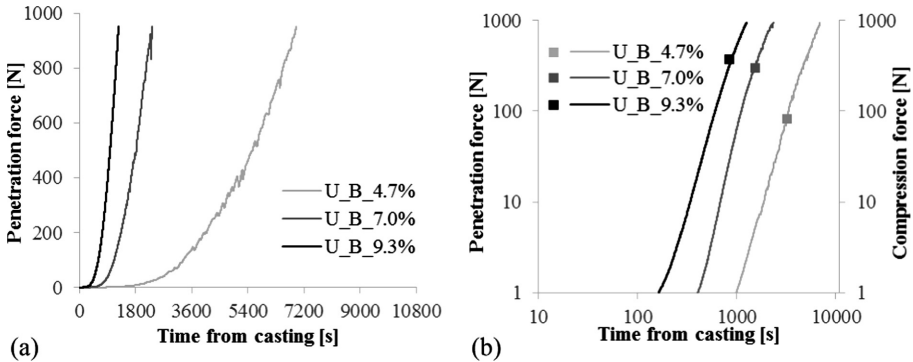 Penetration force [N]
1000
800
600
400
200
0
U_B_4.7%
U_B_7.0%
U_B_9.3%
0 1800 3600 5400 7200 9000 10800
Time from casting [s]
(a)
Penetration force [N]
1000
100
10
1
U_B_4.7%
U_B_7.0%
U_B_9.3%
1000
100
10
1
Compression force [N]
10 100 1000 10000
Time from casting [s]
(b)